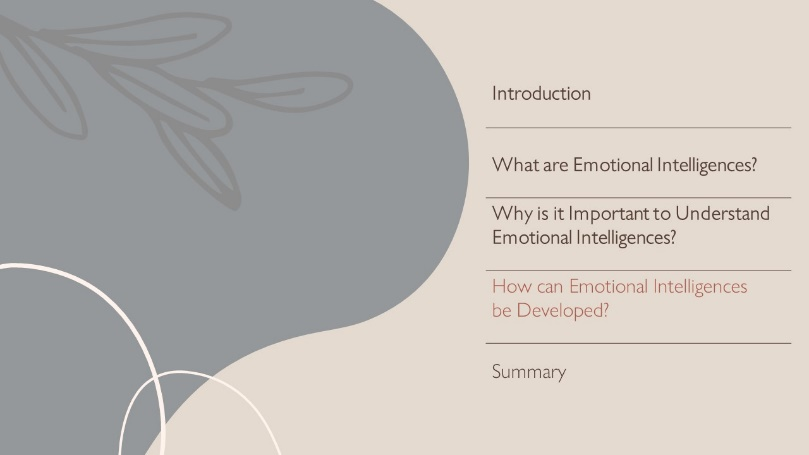 Introduction
What are Emotional Intelligences?
Why is it Important to Understand
Emotional Intelligences?
How can Emotional Intelligences
be Developed?
Summary